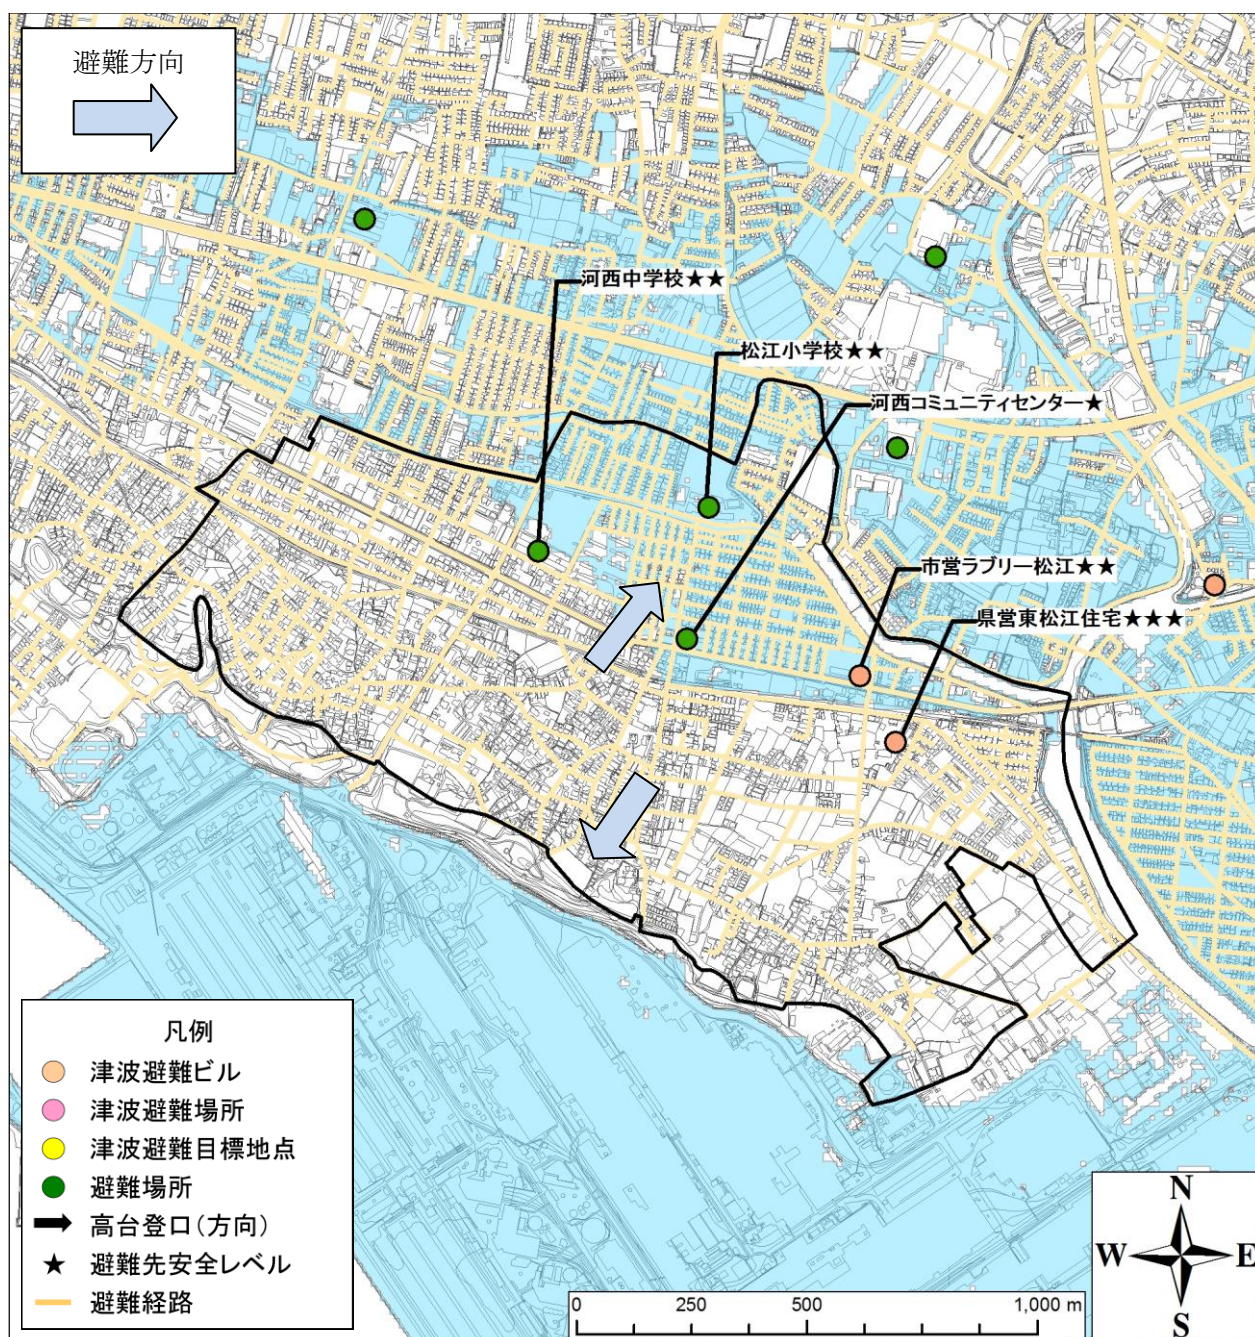 避難方向
河西中学校★★
松江小学校★★
河西コミュニティセンター★
市営ラブリー松江★★
県営東松江住宅★★★
凡例
津波避難ビル
津波避難場所
津波避難目標地点
避難場所
高台登口(方向)
★ 避難先安全レベル
避難経路
N
W E
S
0 250 500 1,000 m